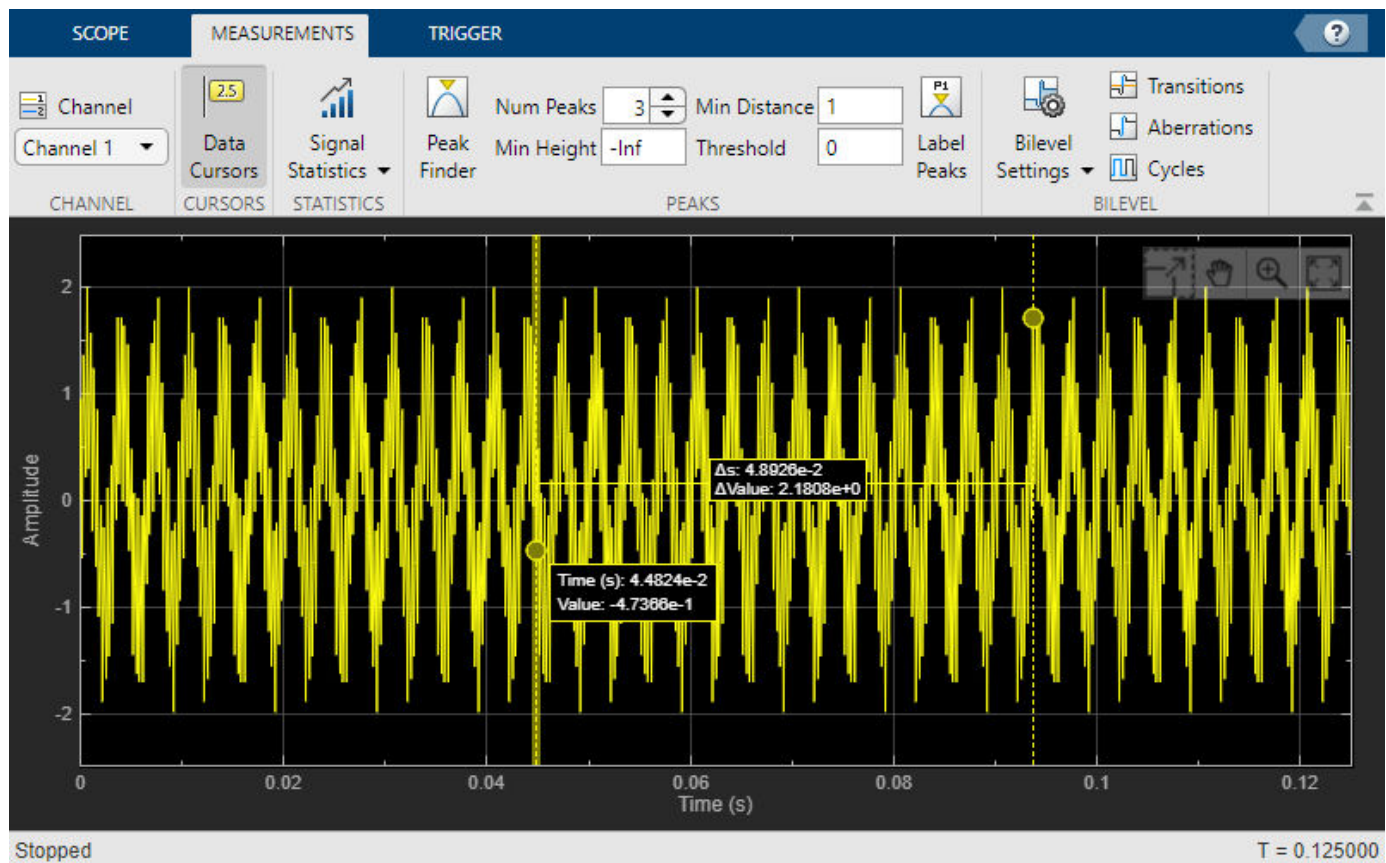 SCOPE MEASUREMENTS TRIGGER ?
Channel
Channel 1
CHANNEL
2.5
Data
Cursors
CURSORS
Signal
Statistics
STATISTICS
Peak
Finder
Num Peaks 3 Min Distance 1
Min Height -Inf Threshold 0
P1
Label
Peaks
PEAKS
Bilevel
Settings
Transitions
Aberrations
Cycles
BILEVEL
Amplitude
2
1
0
-1
-2
Δs: 4.8926e-2
ΔValue: 2.1808e+0
Time (s): 4.4824e-2
Value: -4.7366e-1
0 0.02 0.04 0.06 0.08 0.1 0.12
Time (s)
Stopped T = 0.125000